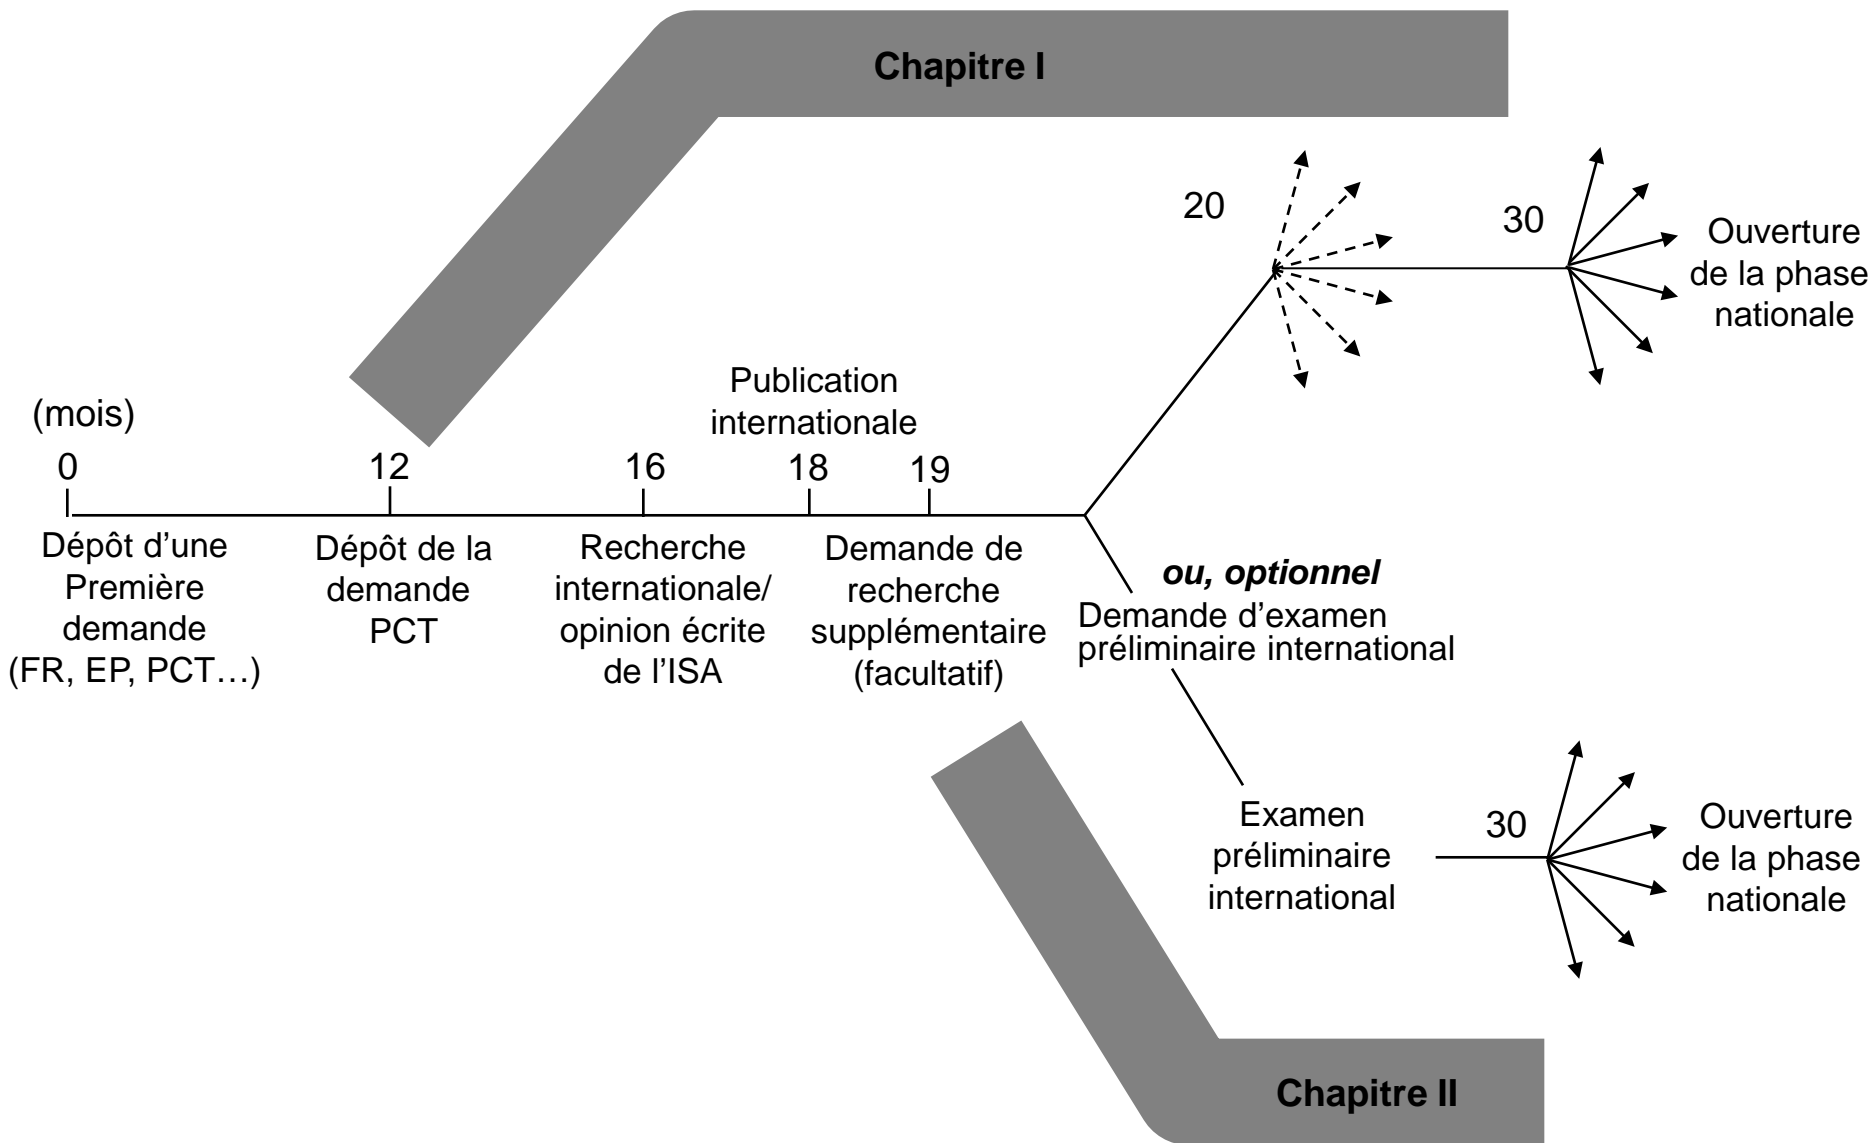 Chapitre I
20
30
Ouverture
de la phase
nationale
Publication
internationale
(mois)
0
12
16
18
19
Dépôt d’une
Première
demande
(FR, EP, PCT…)
Dépôt de la
demande
PCT
Recherche
internationale/
opinion écrite
de l’ISA
Demande de
recherche
supplémentaire
(facultatif)
ou, optionnel
Demande d’examen
préliminaire international
Examen
préliminaire
international
30
Ouverture
de la phase
nationale
Chapitre II